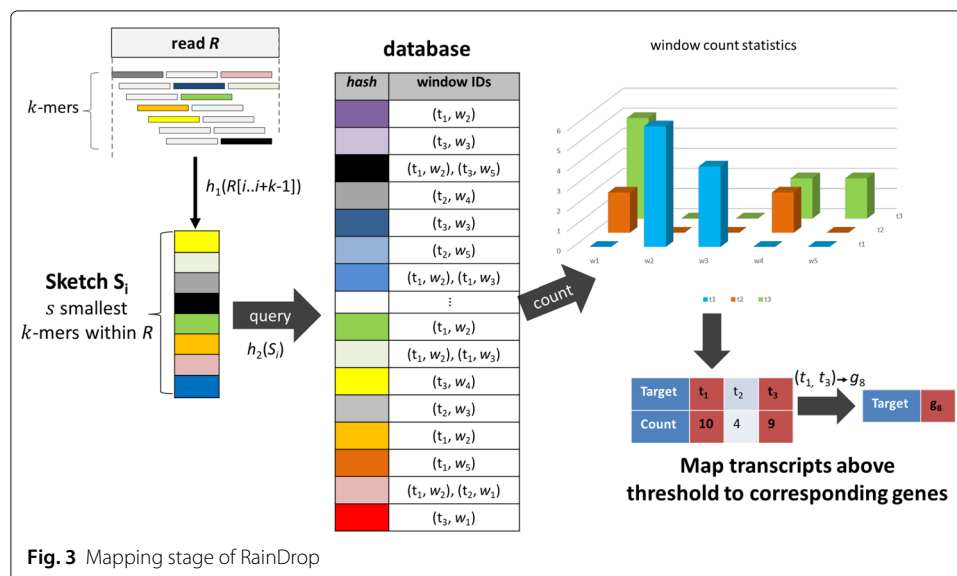 read R
k-mers
h₁(R[i..i+k-1])
Sketch Sᵢ
s smallest
k-mers within R
query
h₂(Sᵢ)
database
hash window IDs
(t₁, w₂)
(t₃, w₃)
(t₁, w₂), (t₃, w₅)
(t₂, w₄)
(t₃, w₃)
(t₂, w₅)
(t₁, w₂), (t₁, w₃)
⋮
(t₁, w₂)
(t₁, w₂), (t₁, w₃)
(t₃, w₄)
(t₂, w₃)
(t₁, w₂)
(t₁, w₅)
(t₁, w₂), (t₂, w₁)
(t₃, w₁)
count
window count statistics
6
5
4
3
2
1
0
w1 w2 w3 w4 w5
t3
t2
t1
t1 t2 t3
Target t₁ t₂ t₃
Count 10 4 9
(t₁, t₃)→g₈
Target g₈
Map transcripts above
threshold to corresponding genes
Fig. 3 Mapping stage of RainDrop